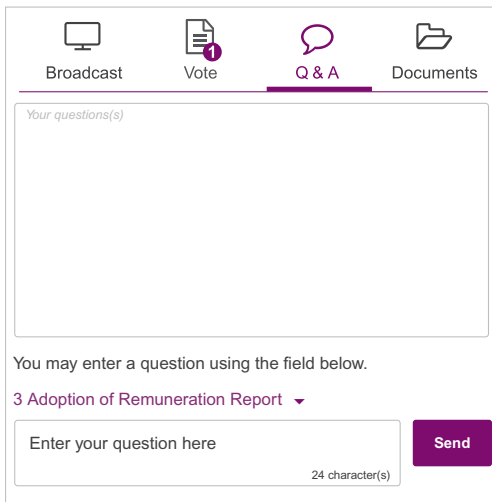 Broadcast
1
Vote
Q & A
Documents
Your questions(s)
You may enter a question using the field below.
3 Adoption of Remuneration Report
Enter your question here
24 character(s)
Send